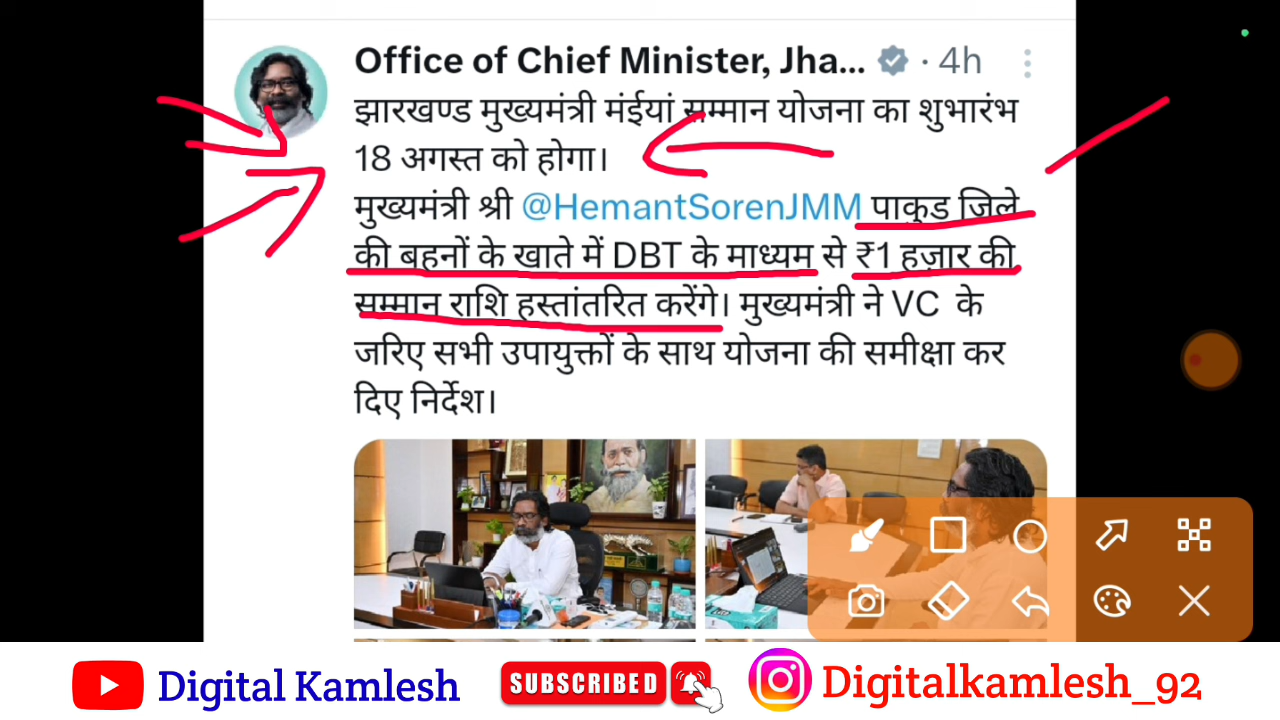 Office of Chief Minister, Jha... · 4h
झारखण्ड मुख्यमंत्री मंईयां सम्मान योजना का शुभारंभ
18 अगस्त को होगा।
मुख्यमंत्री श्री @HemantSorenJMM पाकुड़ जिले
की बहनों के खाते में DBT के माध्यम से ₹1 हज़ार की
सम्मान राशि हस्तांतरित करेंगे। मुख्यमंत्री ने VC के
जरिए सभी उपायुक्तों के साथ योजना की समीक्षा कर
दिए निर्देश।
Digital Kamlesh
SUBSCRIBED
Digitalkamlesh_92